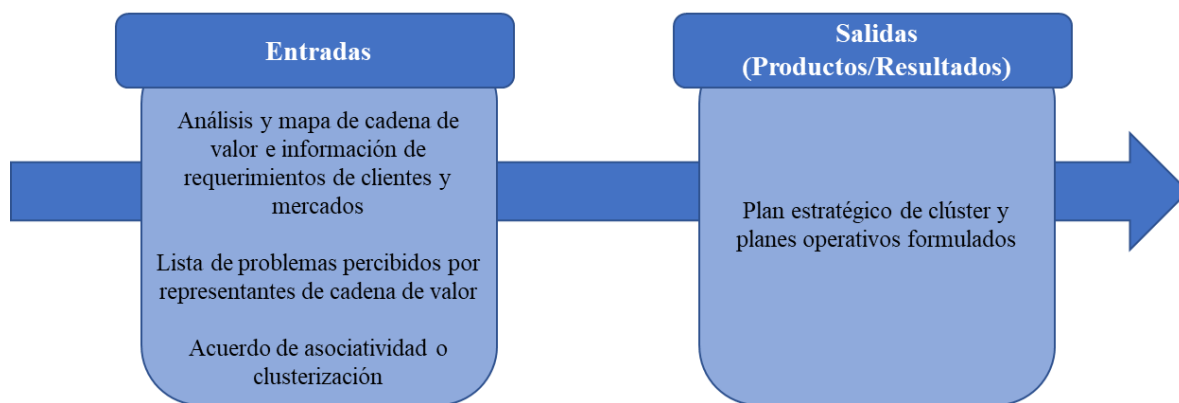 Entradas
Análisis y mapa de cadena de
valor e información de
requerimientos de clientes y
mercados
Lista de problemas percibidos por
representantes de cadena de valor
Acuerdo de asociatividad o
clusterización
Salidas
(Productos/Resultados)
Plan estratégico de clúster y
planes operativos formulados